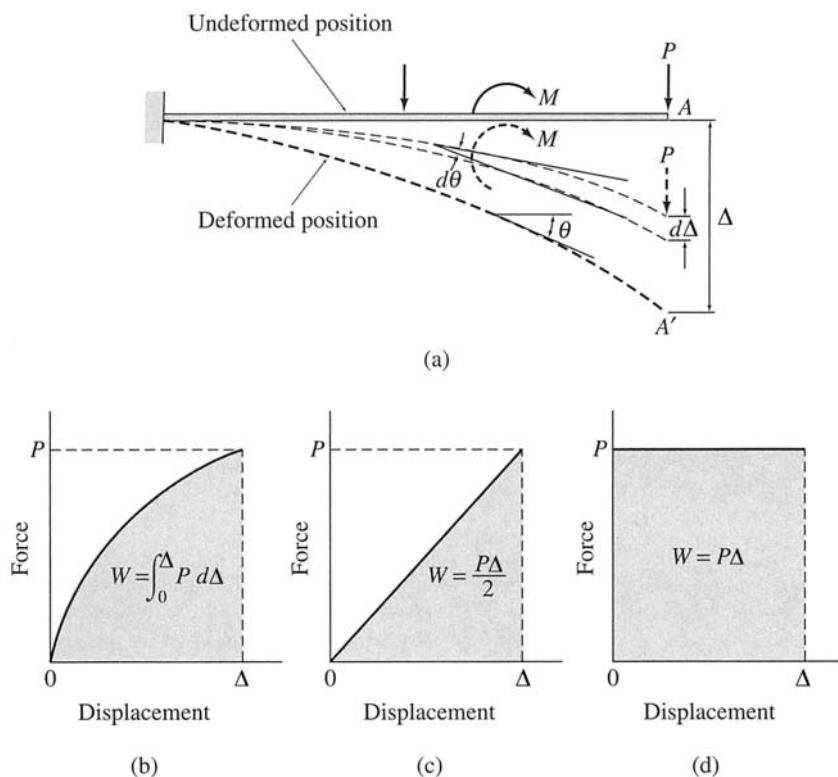 Undeformed position
P
M
A
M
P
dθ
dΔ
Δ
Deformed position
θ
A′
(a)
P
Force
W = ∫₀^Δ P dΔ
0
Δ
Displacement
(b)
P
Force
W = PΔ/2
0
Δ
Displacement
(c)
P
Force
W = PΔ
0
Δ
Displacement
(d)